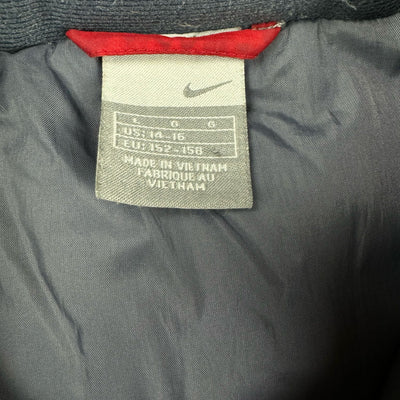 L G G
US: 14-16
EU: 152-158
MADE IN VIETNAM
FABRIQUE AU
VIETNAM